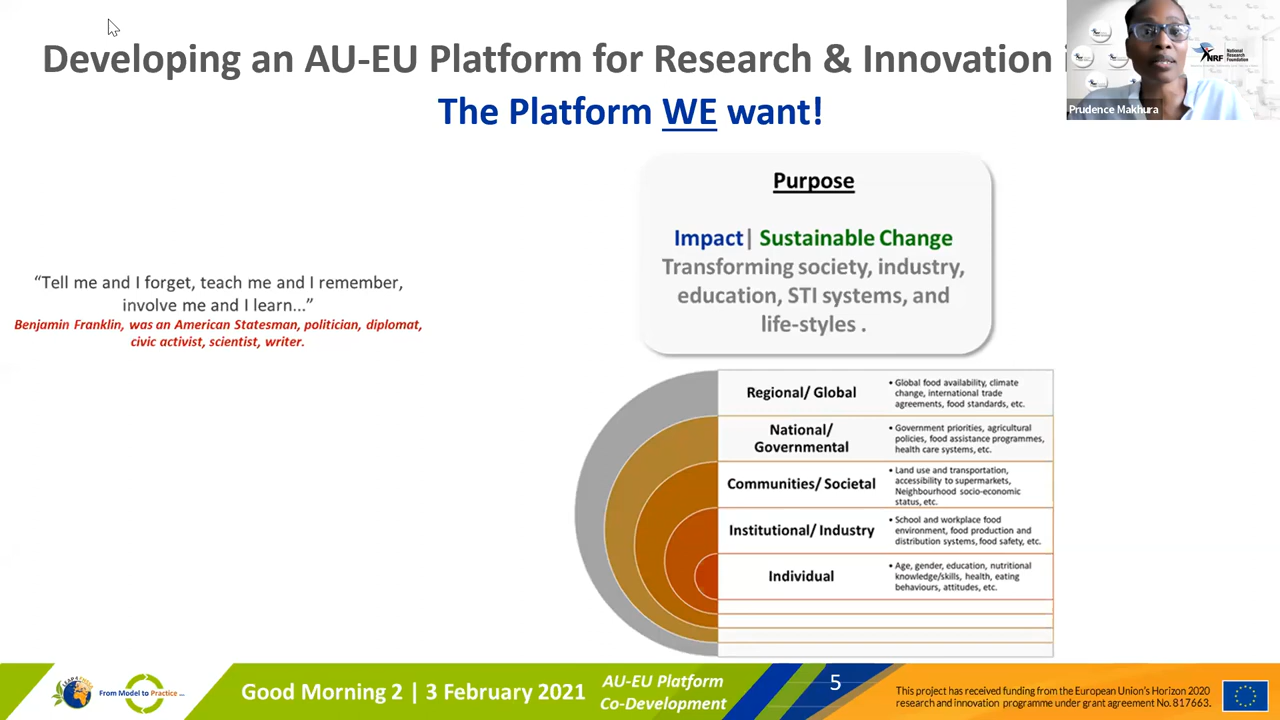 Developing an AU-EU Platform for Research & Innovation
The Platform WE want!
NRF
National
Research
Foundation
Prudence Makhura
Purpose
Impact| Sustainable Change
Transforming society, industry,
education, STI systems, and
life-styles .
“Tell me and I forget, teach me and I remember,
involve me and I learn...”
Benjamin Franklin, was an American Statesman, politician, diplomat,
civic activist, scientist, writer.
Regional/ Global
• Global food availability, climate
change, international trade
agreements, food standards, etc.
National/
Governmental
• Government priorities, agricultural
policies, food assistance programmes,
health care systems, etc.
Communities/ Societal
• Land use and transportation,
accessibility to supermarkets,
Neighbourhood socio-economic
status, etc.
Institutional/ Industry
• School and workplace food
environment, food production and
distribution systems, food safety, etc.
Individual
• Age, gender, education, nutritional
knowledge/skills, health, eating
behaviours, attitudes, etc.
From Model to Practice ...
Good Morning 2 | 3 February 2021
AU-EU Platform
Co-Development
5
This project has received funding from the European Union's Horizon 2020
research and innovation programme under grant agreement No. 817663.